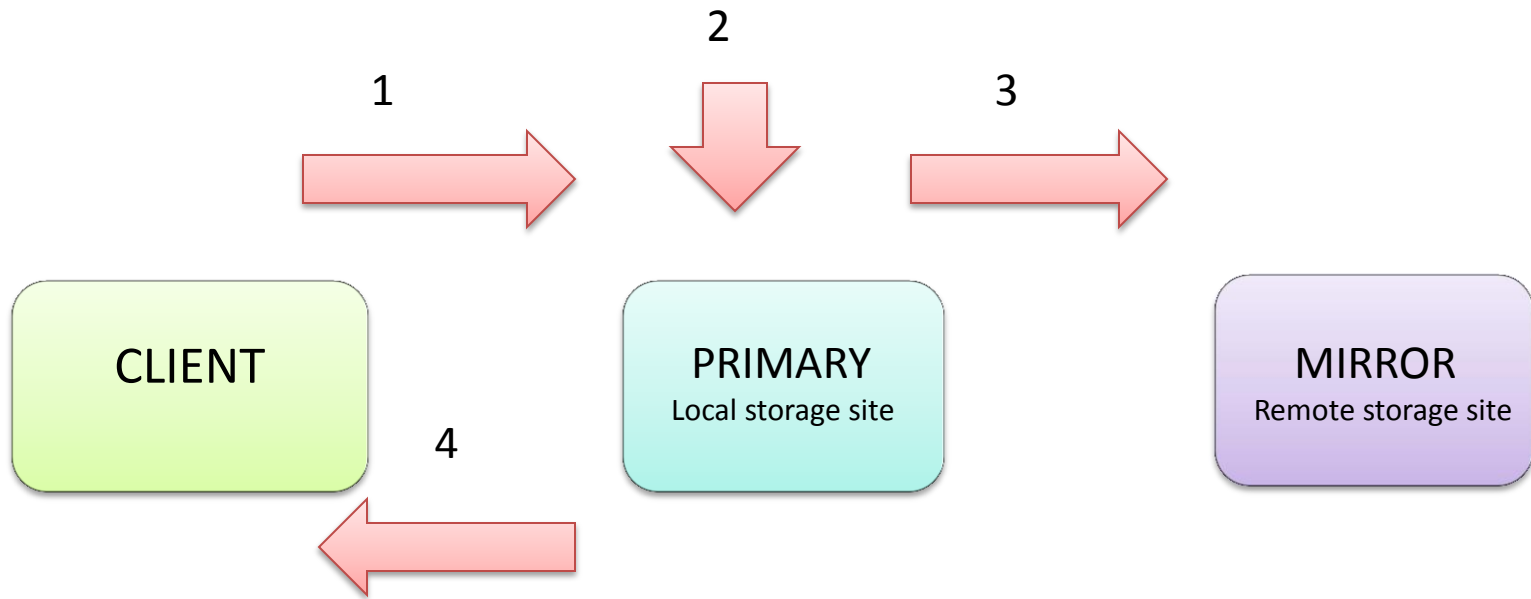 2
1
3
CLIENT
PRIMARY
Local storage site
MIRROR
Remote storage site
4